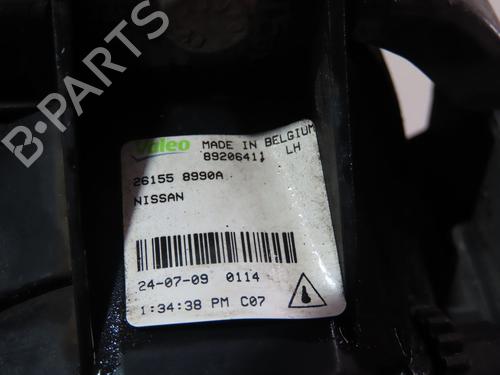 B-PARTS
Valeo MADE IN BELGIUM
89206411 LH
26155 8990A
NISSAN
24-07-09 0114
1:34:38 PM C07